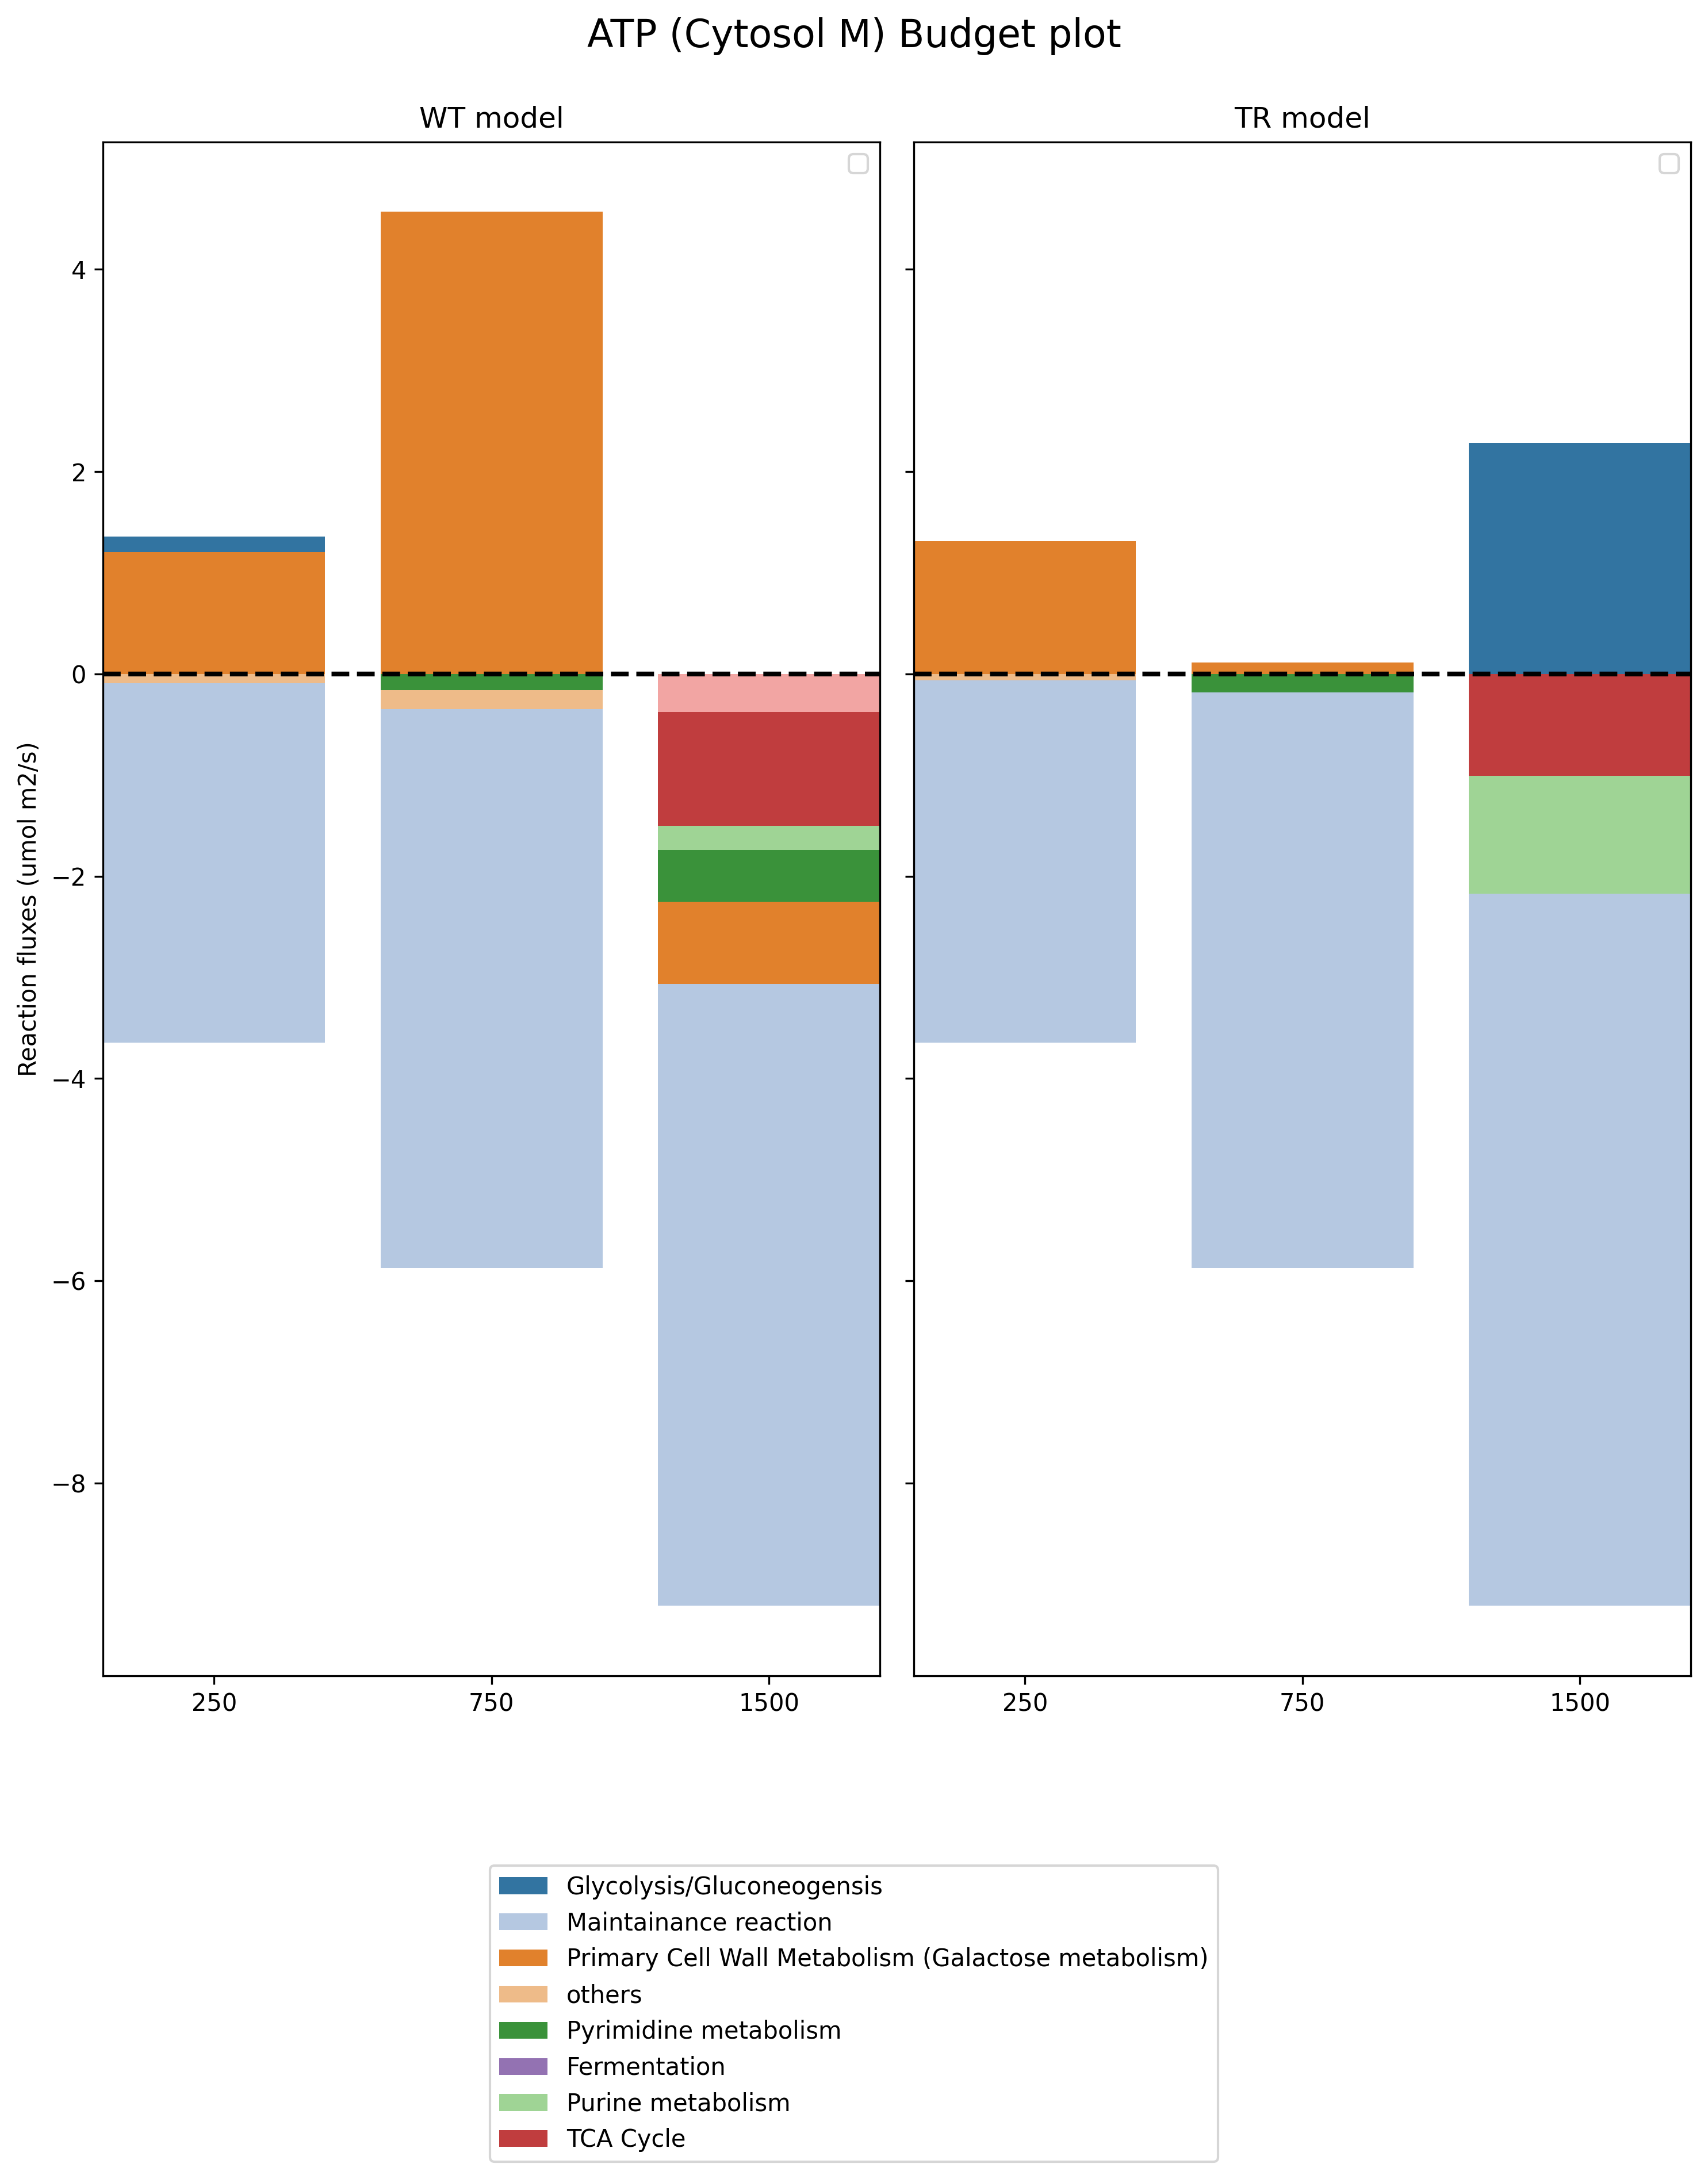 ATP (Cytosol M) Budget plot
WT model
TR model
Reaction fluxes (umol m2/s)
4
2
0
−2
−4
−6
−8
250 750 1500
250 750 1500
Glycolysis/Gluconeogensis
Maintainance reaction
Primary Cell Wall Metabolism (Galactose metabolism)
others
Pyrimidine metabolism
Fermentation
Purine metabolism
TCA Cycle